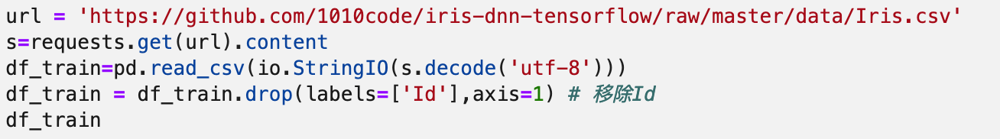 url = 'https://github.com/1010code/iris-dnn-tensorflow/raw/master/data/Iris.csv'
s=requests.get(url).content
df_train=pd.read_csv(io.StringIO(s.decode('utf-8')))
df_train = df_train.drop(labels=['Id'],axis=1) # 移除Id
df_train